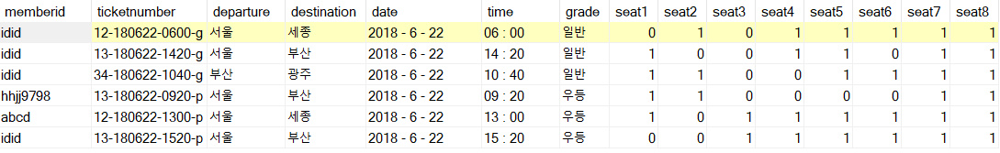 memberid ticketnumber departure destination date time grade seat1 seat2 seat3 seat4 seat5 seat6 seat7 seat8
idid 12-180622-0600-g 서울 세종 2018 - 6 - 22 06 : 00 일반 0 1 0 1 1 1 1 1
idid 13-180622-1420-g 서울 부산 2018 - 6 - 22 14 : 20 일반 1 0 0 1 1 0 1 1
idid 34-180622-1040-g 부산 광주 2018 - 6 - 22 10 : 40 일반 1 1 0 0 1 1 1 1
hhjj9798 13-180622-0920-p 서울 부산 2018 - 6 - 22 09 : 20 우등 1 1 0 0 0 0 1 1
abcd 12-180622-1300-p 서울 세종 2018 - 6 - 22 13 : 00 우등 1 0 1 1 1 1 1 1
idid 13-180622-1520-p 서울 부산 2018 - 6 - 22 15 : 20 우등 0 0 1 1 1 1 1 1